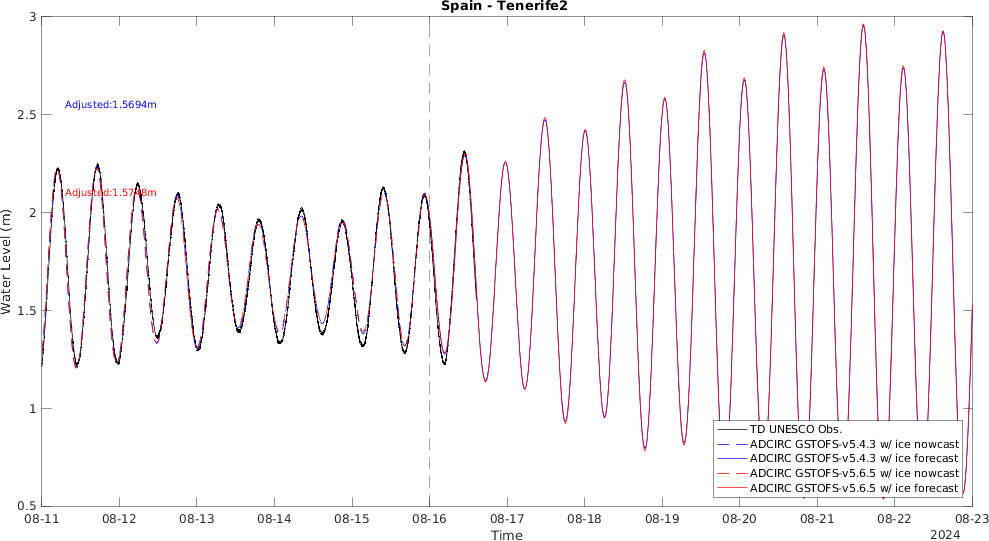 Spain - Tenerife2
Water Level (m)
3
2.5
2
1.5
1
0.5
Adjusted:1.5694m
Adjusted:1.5748m
TD UNESCO Obs.
ADCIRC GSTOFS-v5.4.3 w/ ice nowcast
ADCIRC GSTOFS-v5.4.3 w/ ice forecast
ADCIRC GSTOFS-v5.6.5 w/ ice nowcast
ADCIRC GSTOFS-v5.6.5 w/ ice forecast
08-11 08-12 08-13 08-14 08-15 08-16 08-17 08-18 08-19 08-20 08-21 08-22 08-23
Time
2024